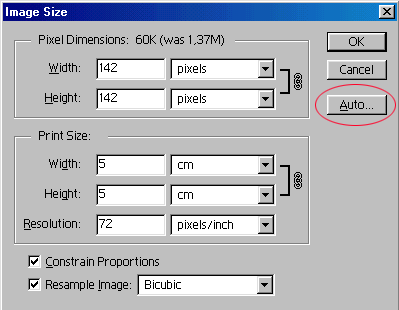 Image Size
Pixel Dimensions: 60K (was 1,37M)
OK
Width: 142 pixels
Cancel
Height: 142 pixels
Auto...
Print Size:
Width: 5 cm
Height: 5 cm
Resolution: 72 pixels/inch
Constrain Proportions
Resample Image: Bicubic